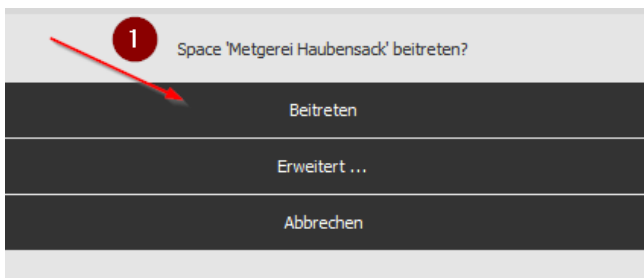 1
Space 'Metgerei Haubensack' beitreten?
Beitreten
Erweitert ...
Abbrechen